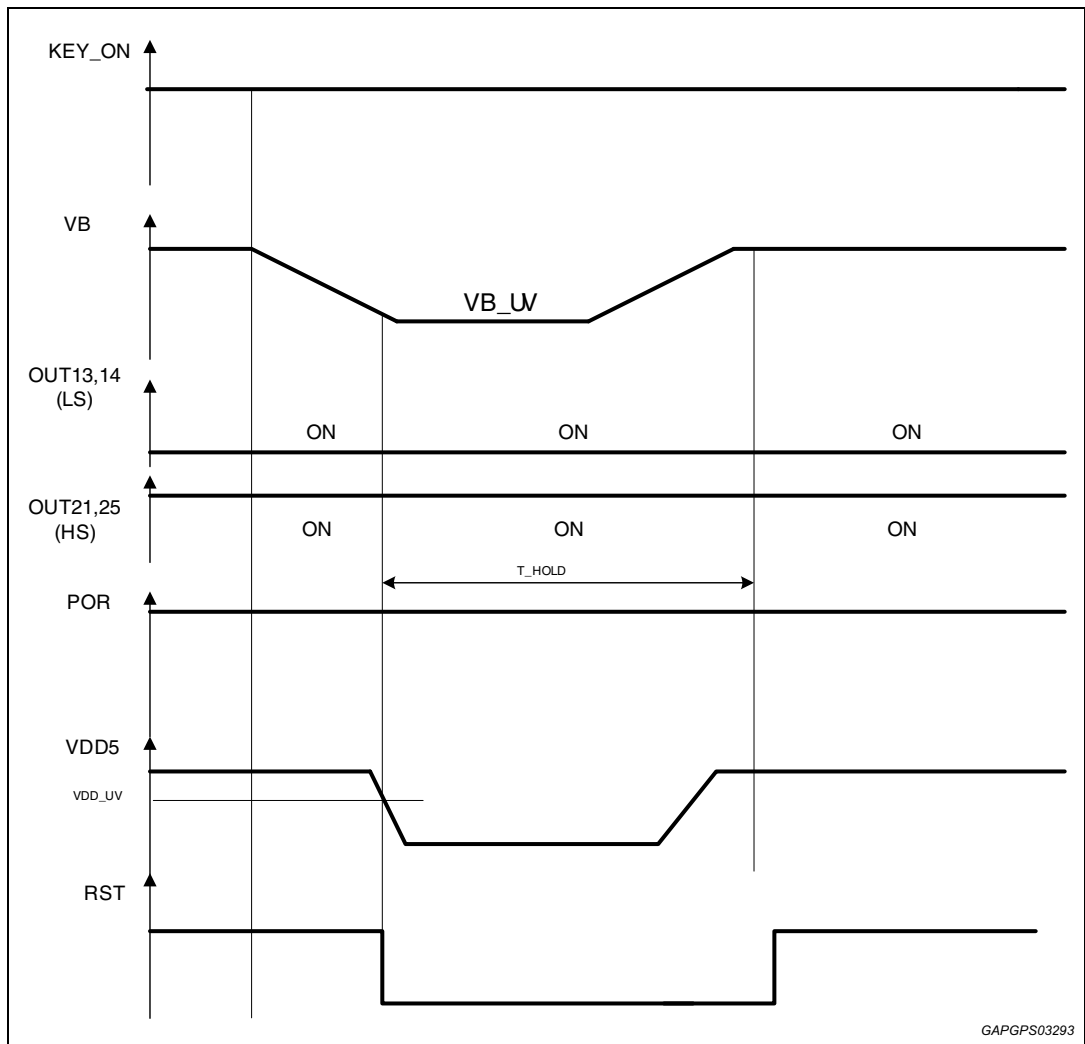 KEY_ON
VB
VB_UV
OUT13,14
(LS)
ON ON ON
OUT21,25
(HS)
ON ON ON
T_HOLD
POR
VDD5
VDD_UV
RST
GAPGPS03293